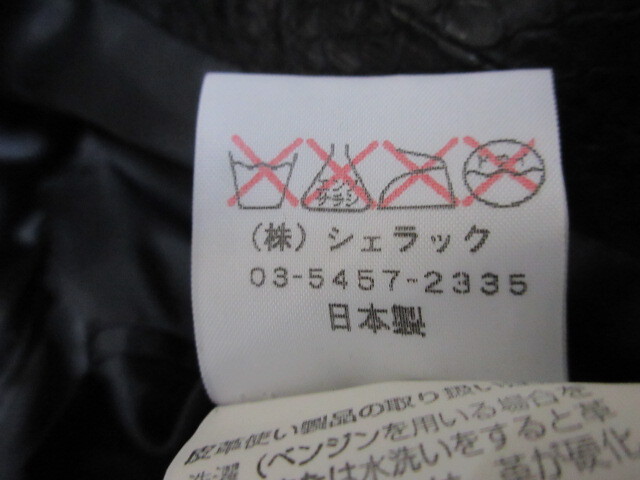 エンソ
サラシ
ドライ
(株)シェラック
03-5457-2335
日本製
皮革使い製品の取り扱い
洗濯(ベンジンを用いる場合を
または水洗いをすると革
革が硬化